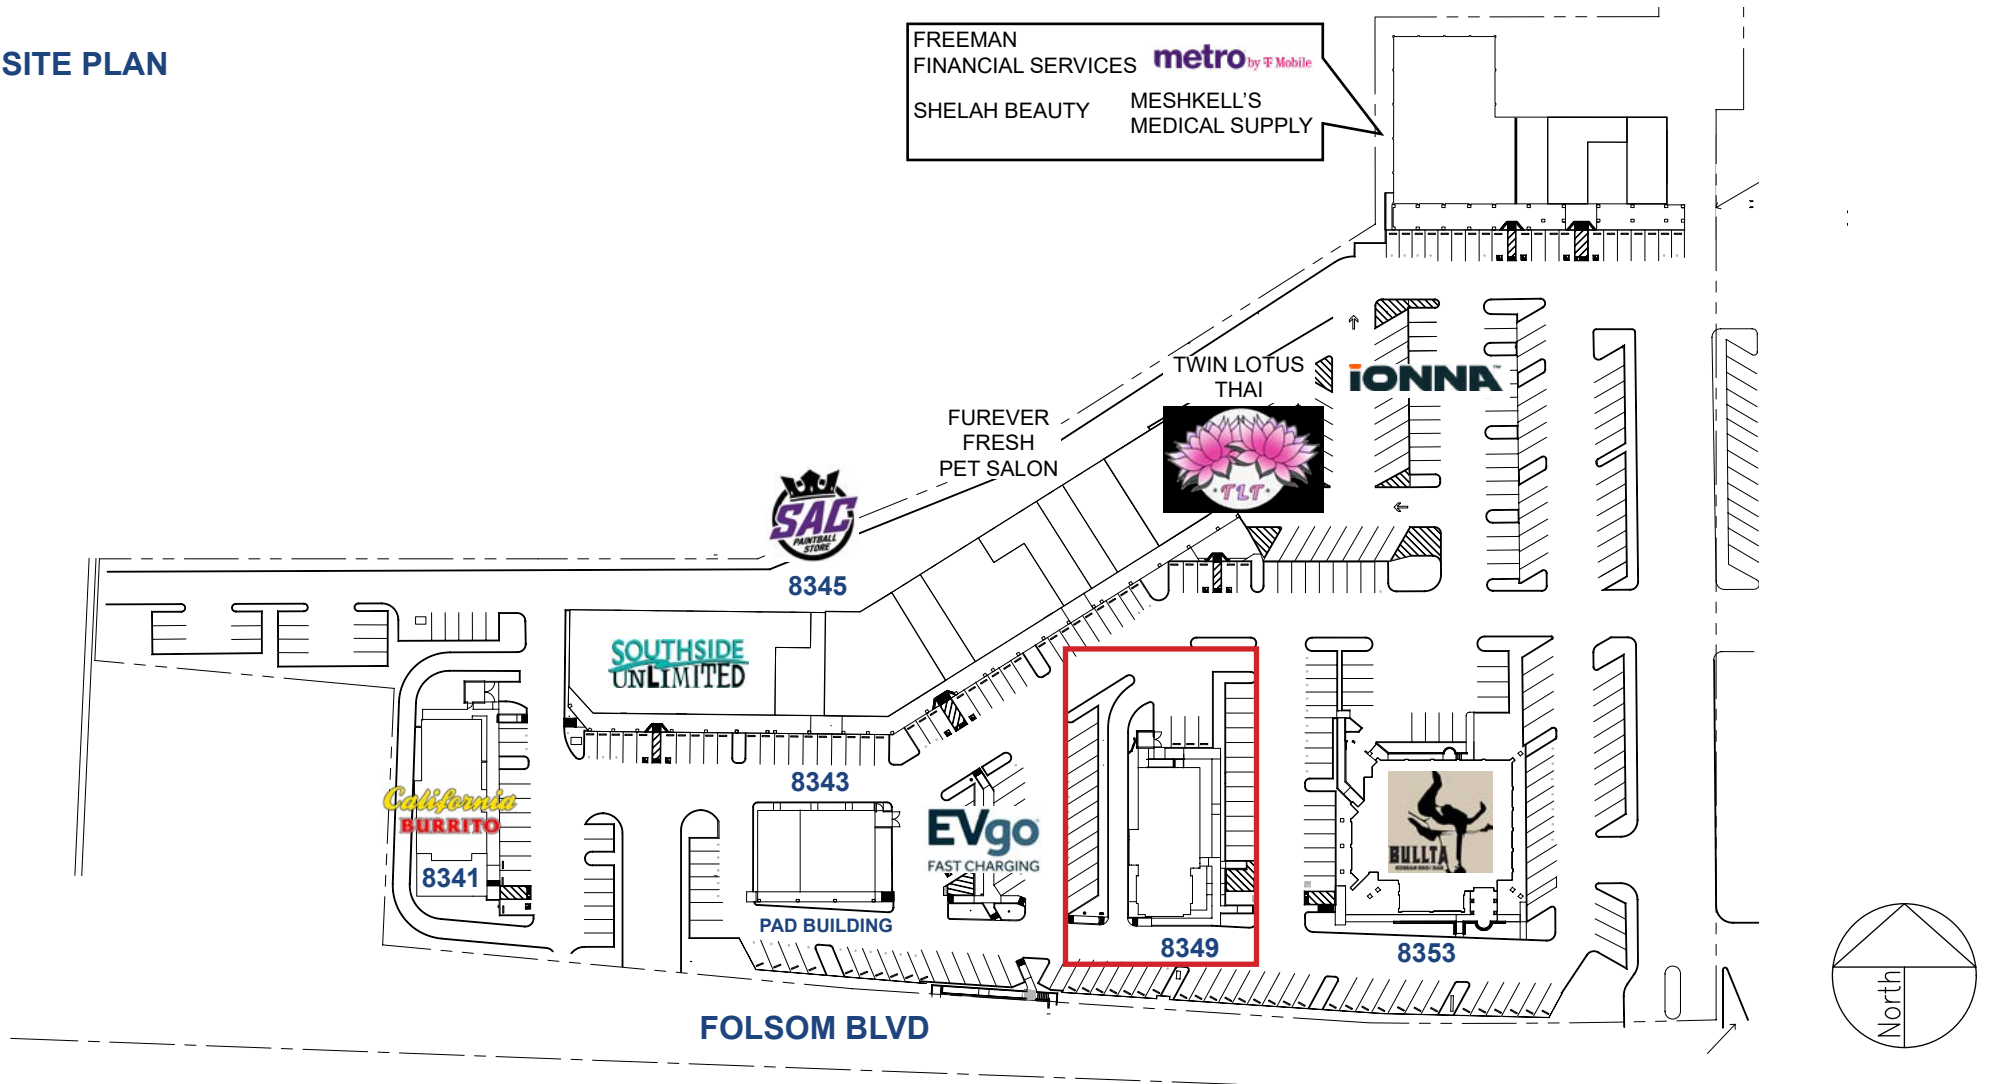 SITE PLAN
FREEMAN
FINANCIAL SERVICES
metro by T Mobile
SHELAH BEAUTY
MESHKELL'S
MEDICAL SUPPLY
TWIN LOTUS
THAI
TLT
iONNA™
FUREVER
FRESH
PET SALON
SAC
PAINTBALL
STORE
8345
SOUTHSIDE
UNLIMITED
8343
California
BURRITO
8341
PAD BUILDING
EVgo
FAST CHARGING
8349
BULLTA
8353
FOLSOM BLVD
North